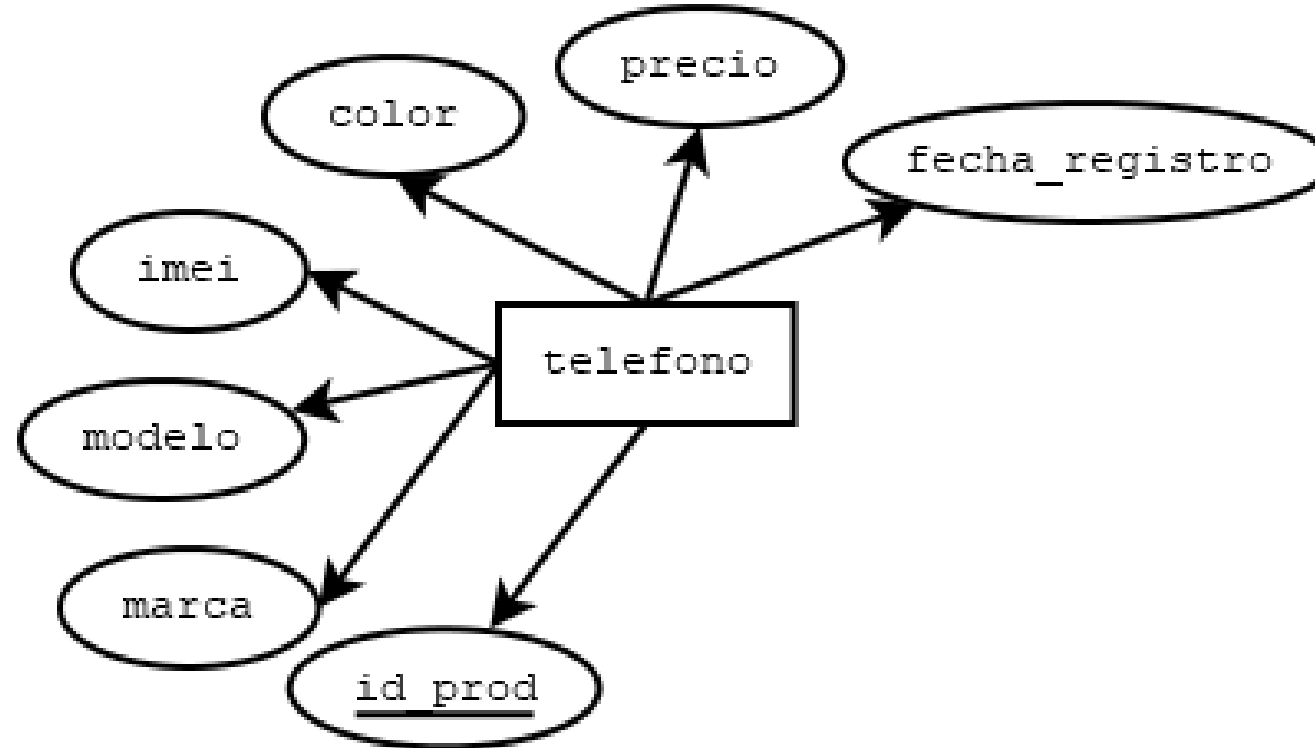 precio
color
fecha_registro
imei
telefono
modelo
marca
id_prod